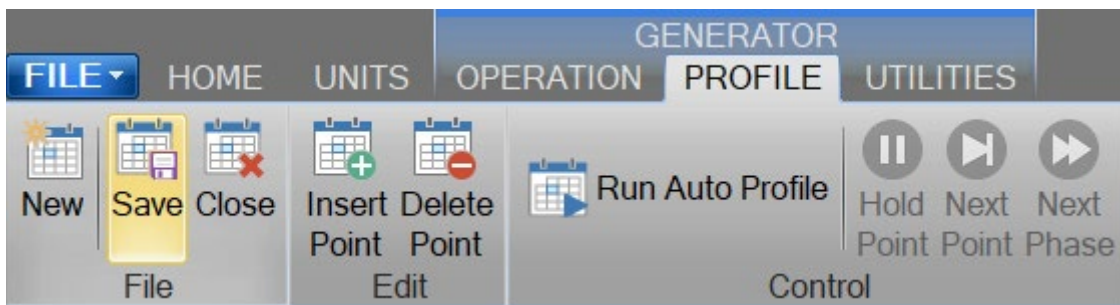 GENERATOR
FILE HOME UNITS OPERATION PROFILE UTILITIES
New Save Close Insert Delete Run Auto Profile Hold Next Next
Point Point Point Point Phase
File Edit Control